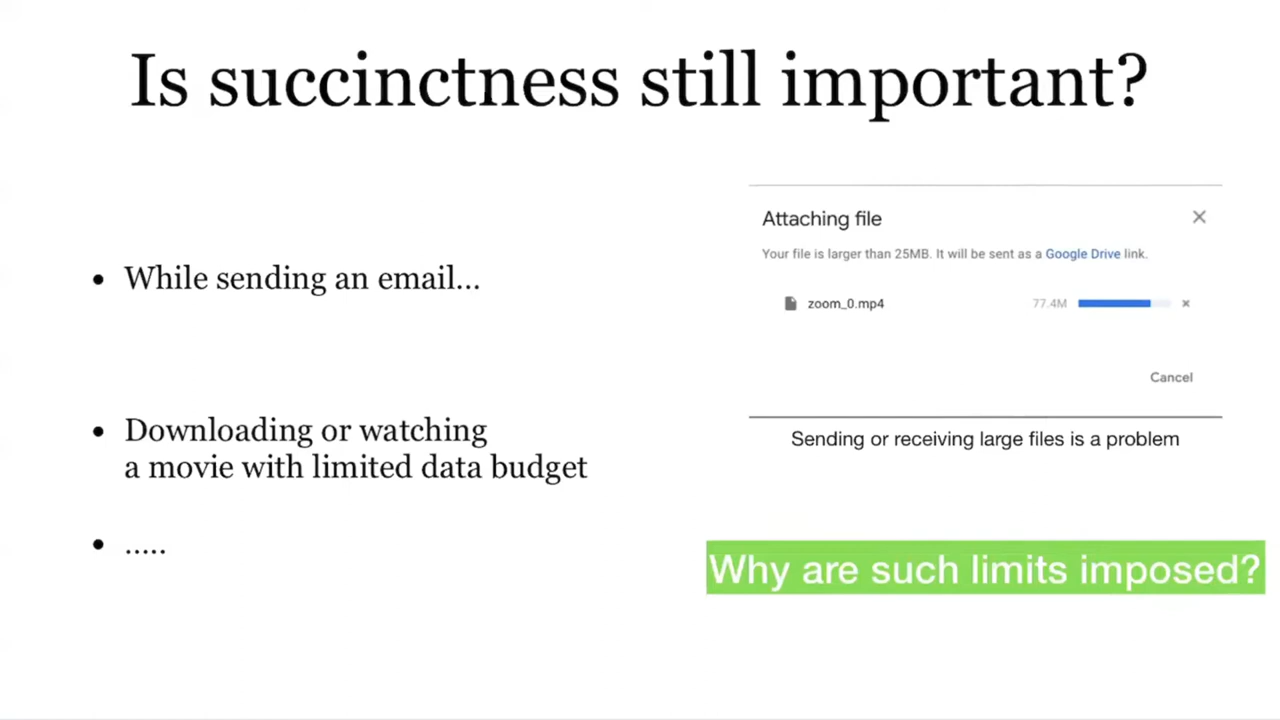 Is succinctness still important?
• While sending an email...
• Downloading or watching
a movie with limited data budget
• .....
Attaching file
Your file is larger than 25MB. It will be sent as a Google Drive link.
zoom_0.mp4 77.4M
Cancel
Sending or receiving large files is a problem
Why are such limits imposed?